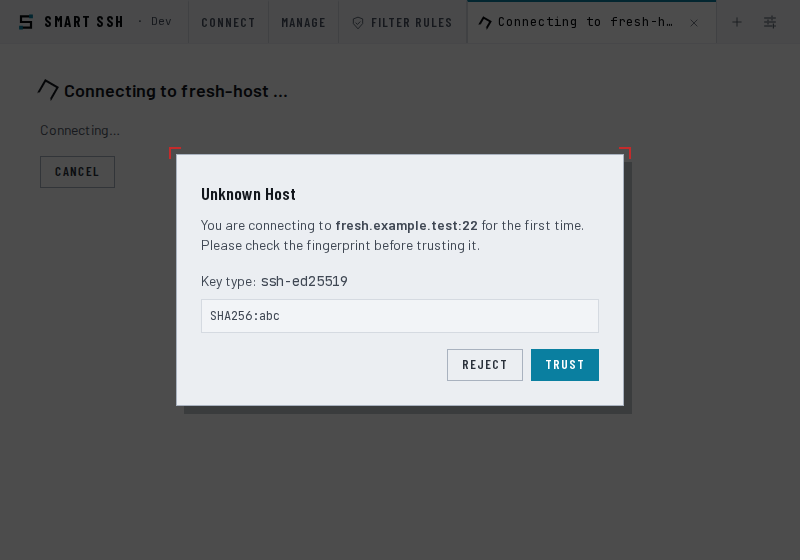 SMART SSH · Dev CONNECT MANAGE FILTER RULES Connecting to fresh-h…
Connecting to fresh-host ...
Connecting...
CANCEL
Unknown Host
You are connecting to fresh.example.test:22 for the first time.
Please check the fingerprint before trusting it.
Key type: ssh-ed25519
SHA256:abc
REJECT TRUST